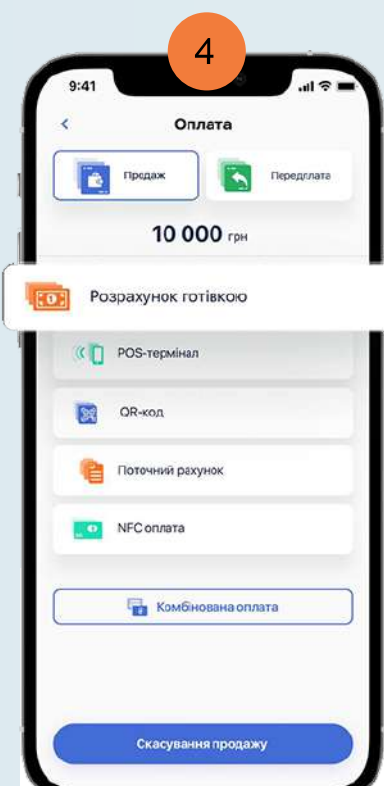 4
9:41
Оплата
Продаж
Передплата
10 000 грн
Розрахунок готівкою
POS-термінал
QR-код
Поточний рахунок
NFC оплата
Комбінована оплата
Скасування продажу